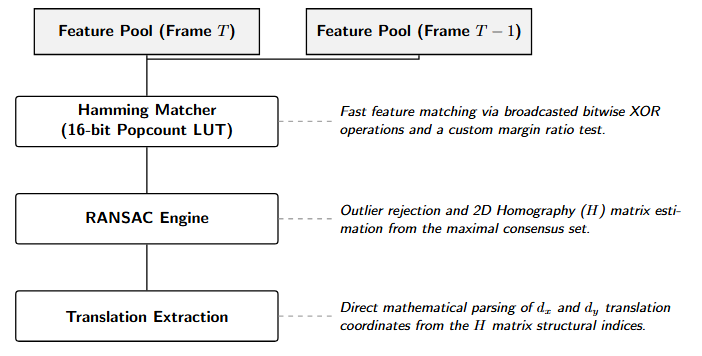 Feature Pool (Frame T)
Feature Pool (Frame T − 1)
Hamming Matcher
(16-bit Popcount LUT)
Fast feature matching via broadcasted bitwise XOR
operations and a custom margin ratio test.
RANSAC Engine
Outlier rejection and 2D Homography (H) matrix esti-
mation from the maximal consensus set.
Translation Extraction
Direct mathematical parsing of dₓ and d_y translation
coordinates from the H matrix structural indices.